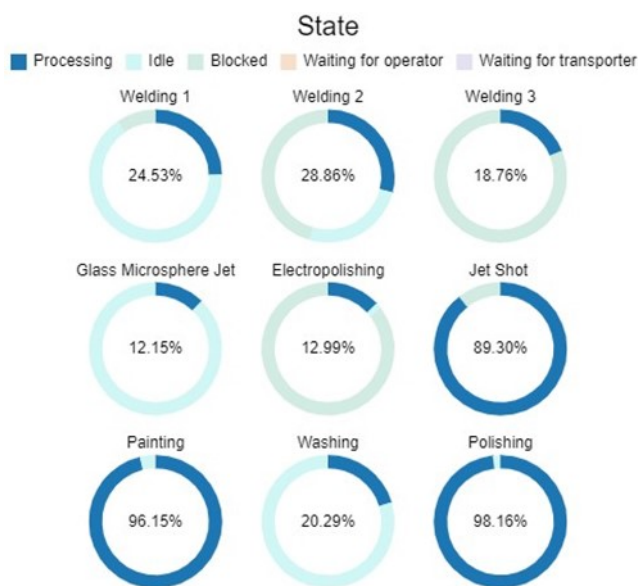 State
Processing Idle Blocked Waiting for operator Waiting for transporter
Welding 1 Welding 2 Welding 3
24.53% 28.86% 18.76%
Glass Microsphere Jet Electropolishing Jet Shot
12.15% 12.99% 89.30%
Painting Washing Polishing
96.15% 20.29% 98.16%